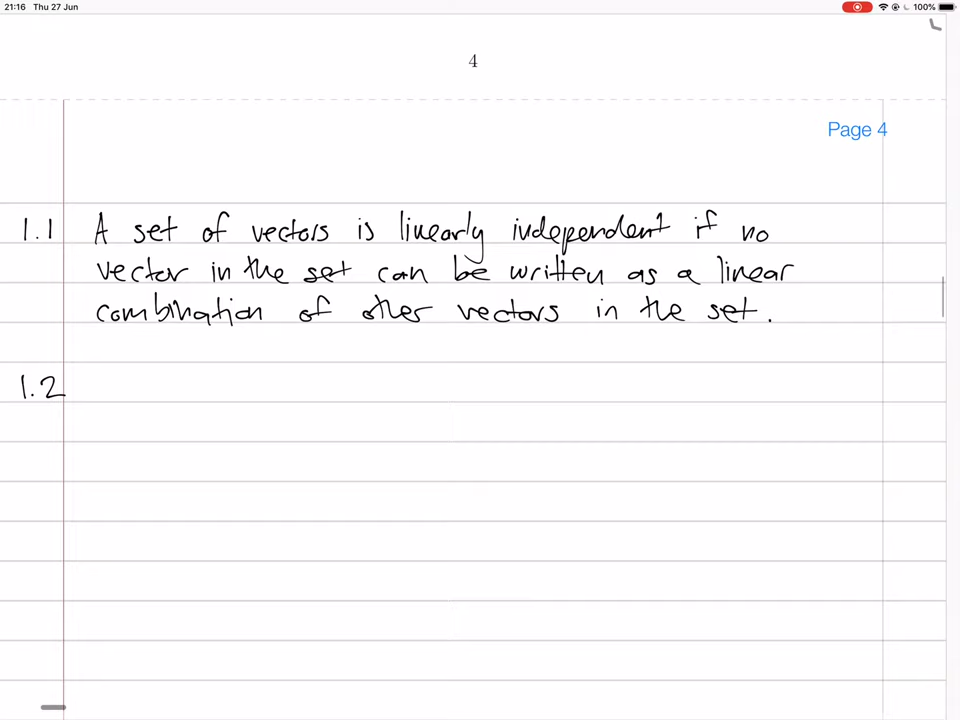 21:16 Thu 27 Jun 100%
4
Page 4
1.1 A set of vectors is linearly independent if no
vector in the set can be written as a linear
combination of other vectors in the set.
1.2